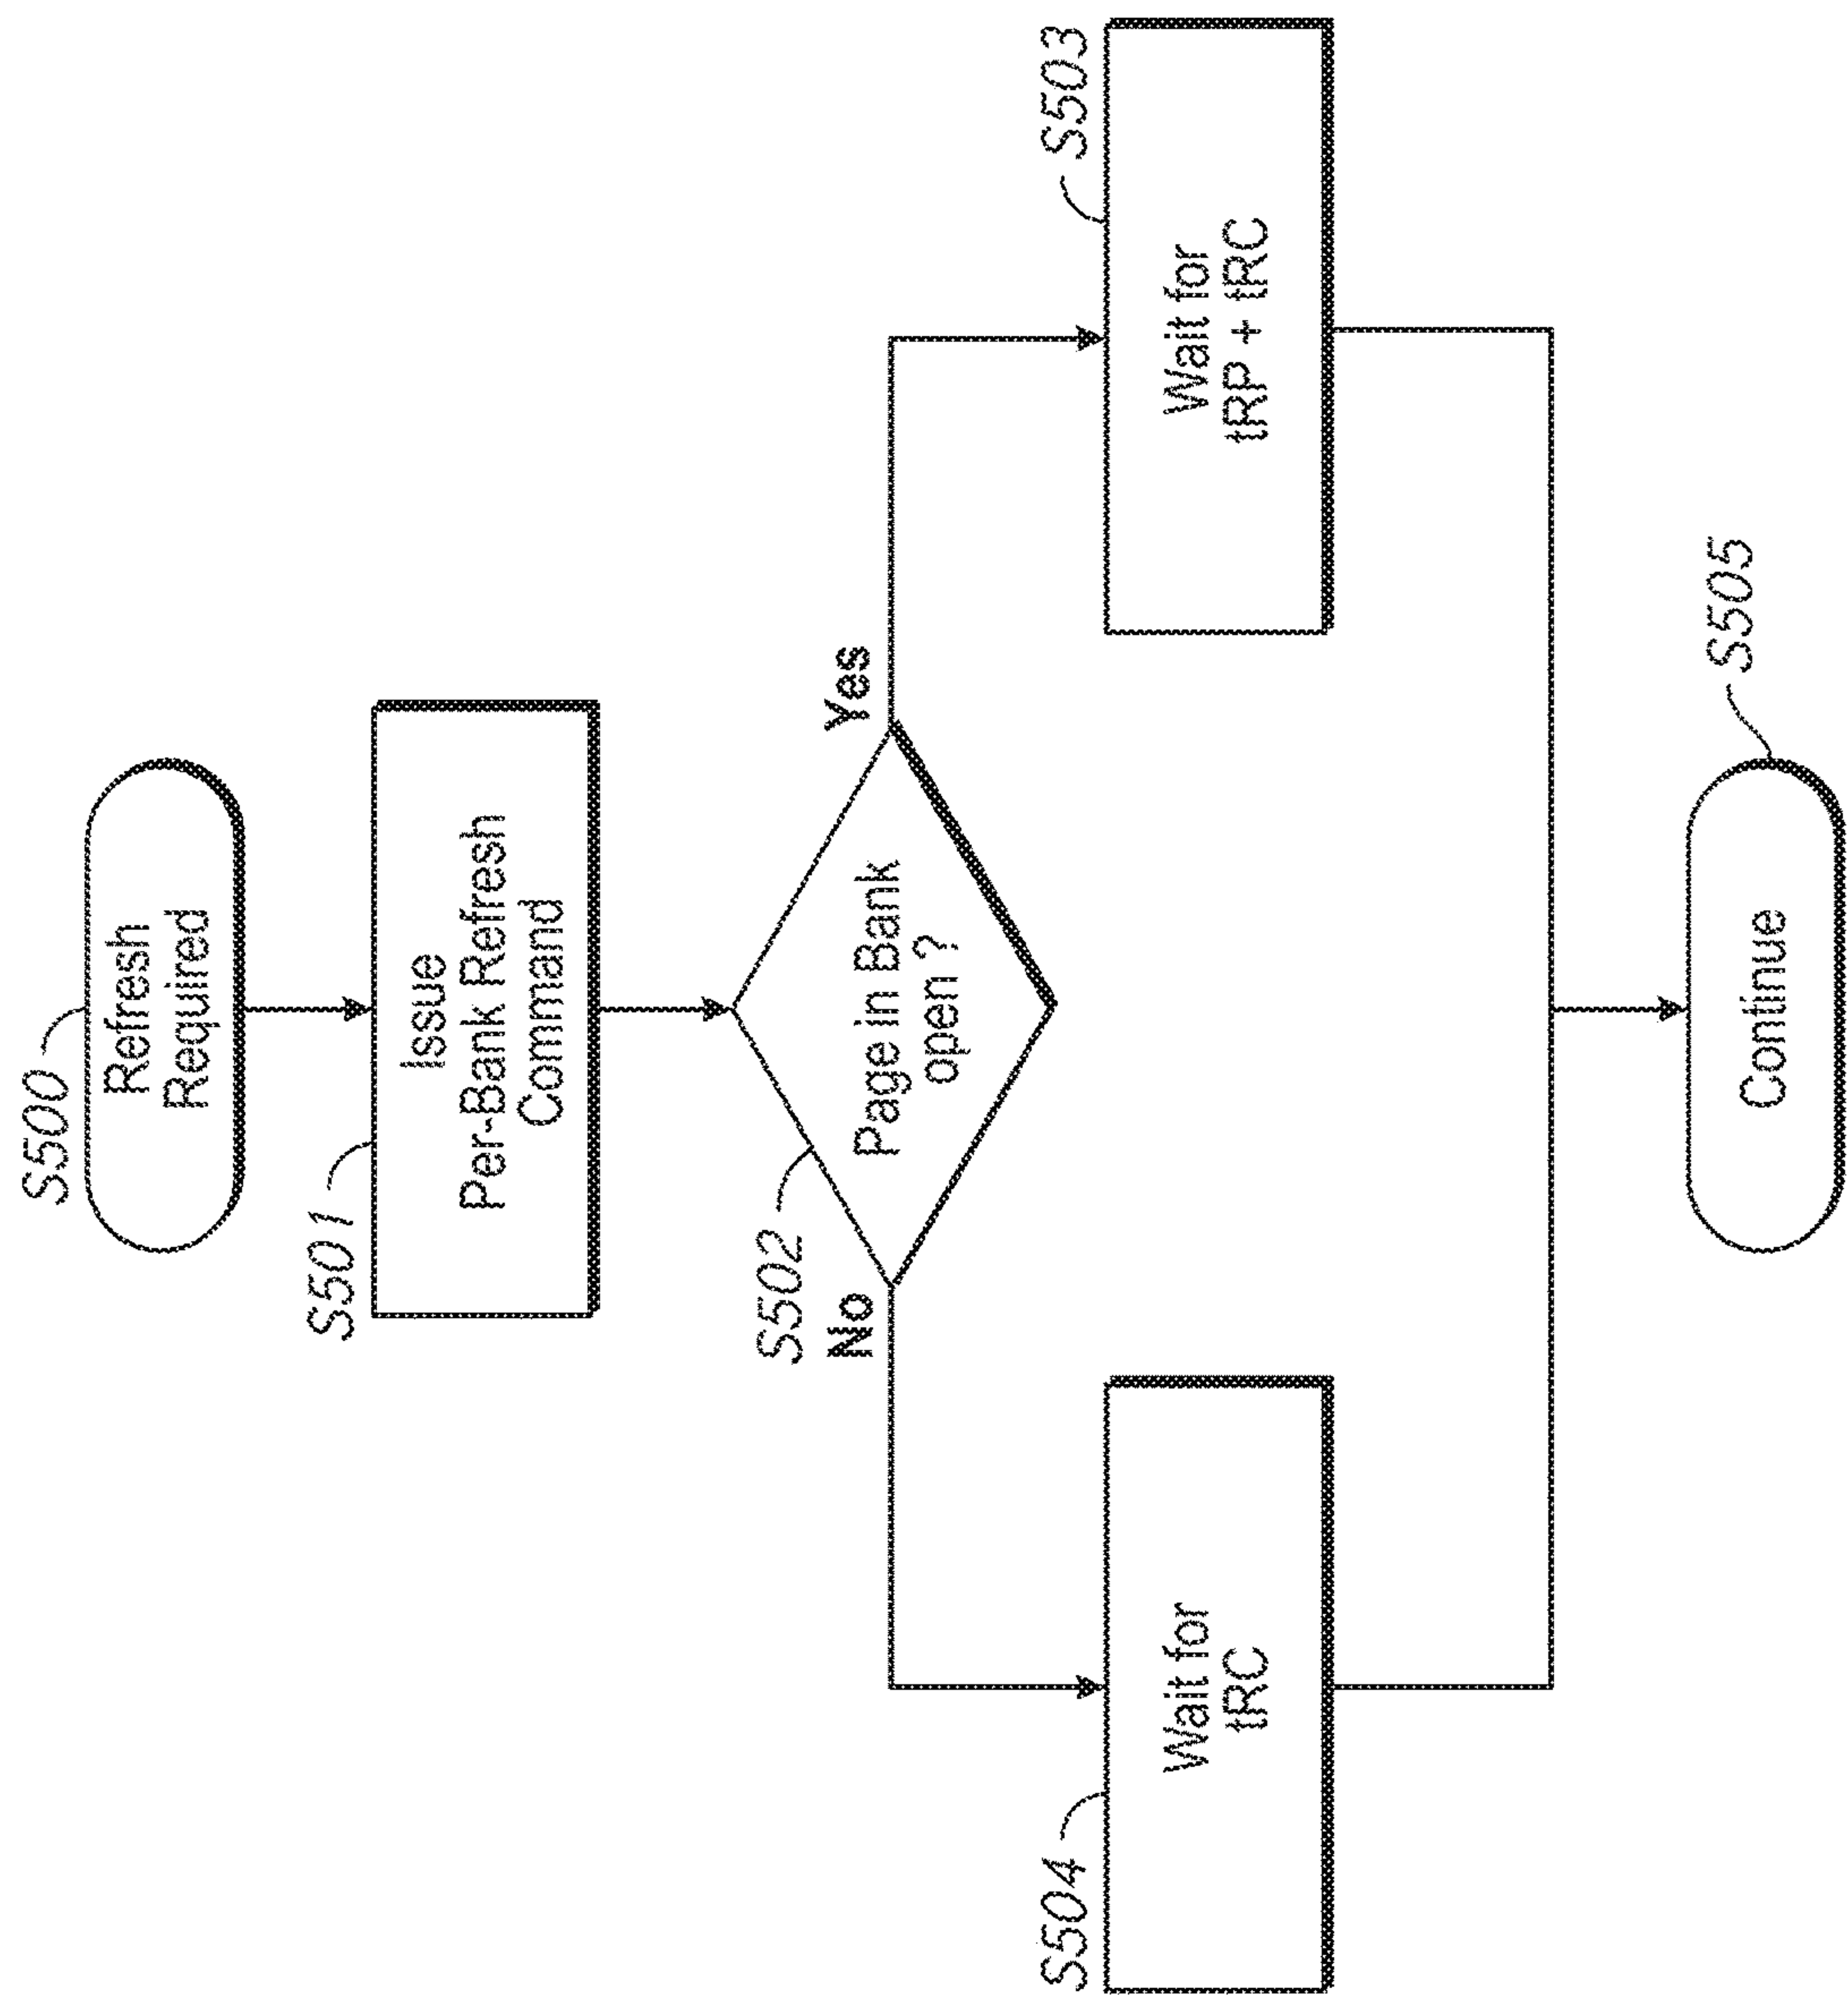 S500
Refresh
Required
S501
Issue
Per-Bank Refresh
Command
S502
No
Page in Bank
open ?
Yes
S504
Wait for
tRC
S503
Wait for
tRP + tRC
S505
Continue